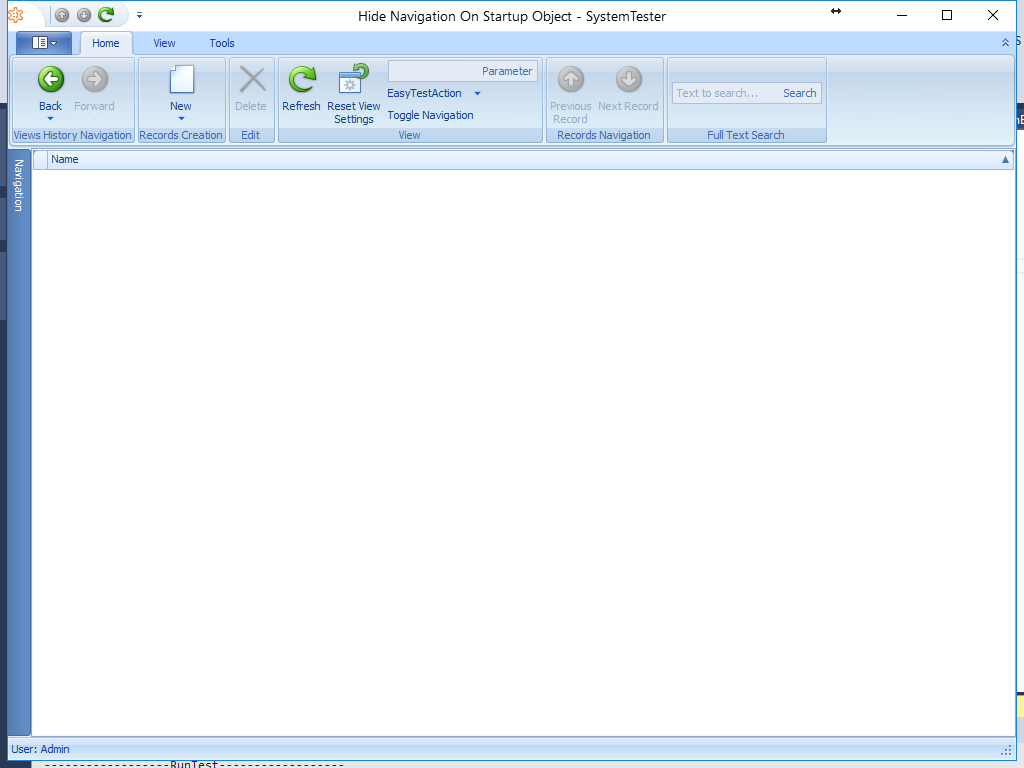 Hide Navigation On Startup Object - SystemTester
Home View Tools
Parameter
Back Forward New Delete Refresh Reset View Settings
EasyTestAction
Toggle Navigation
Previous Record Next Record
Text to search... Search
Views History Navigation Records Creation Edit View Records Navigation Full Text Search
Navigation
Name
User: Admin
------------------RunTest------------------